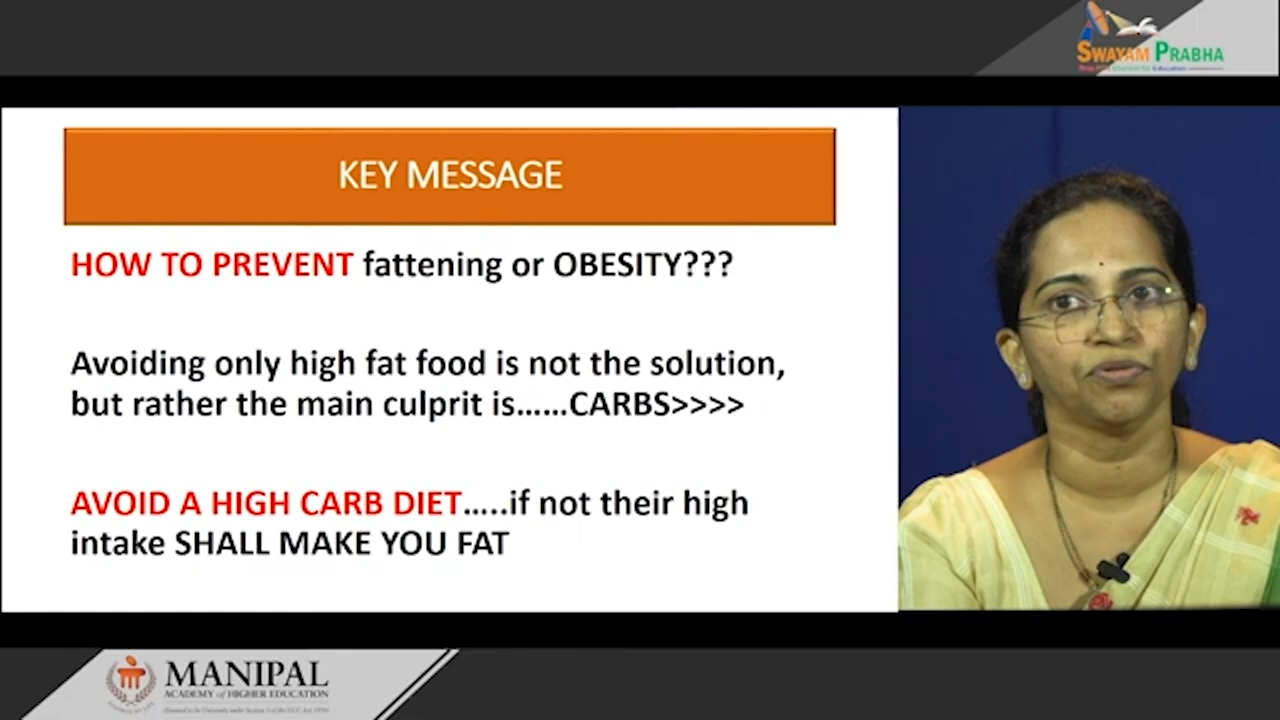 SWAYAM PRABHA
KEY MESSAGE
HOW TO PREVENT fattening or OBESITY???
Avoiding only high fat food is not the solution,
but rather the main culprit is......CARBS>>>>
AVOID A HIGH CARB DIET.....if not their high
intake SHALL MAKE YOU FAT
MANIPAL
ACADEMY of HIGHER EDUCATION